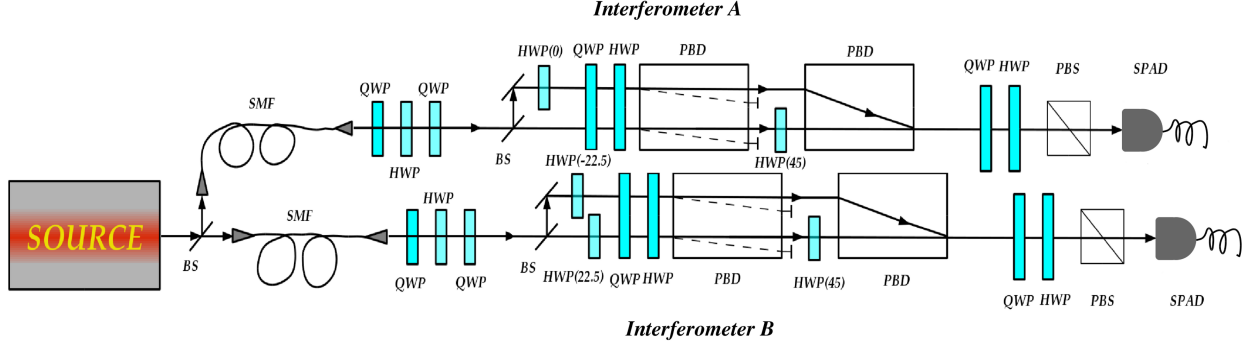 Interferometer A
HWP(0) QWP HWP PBD PBD
QWP HWP PBS SPAD
SMF QWP QWP
HWP BS HWP(45)
HWP(-22.5)
SOURCE BS
SMF HWP
QWP QWP BS HWP(22.5) QWP HWP PBD HWP(45) PBD
QWP HWP PBS SPAD
Interferometer B